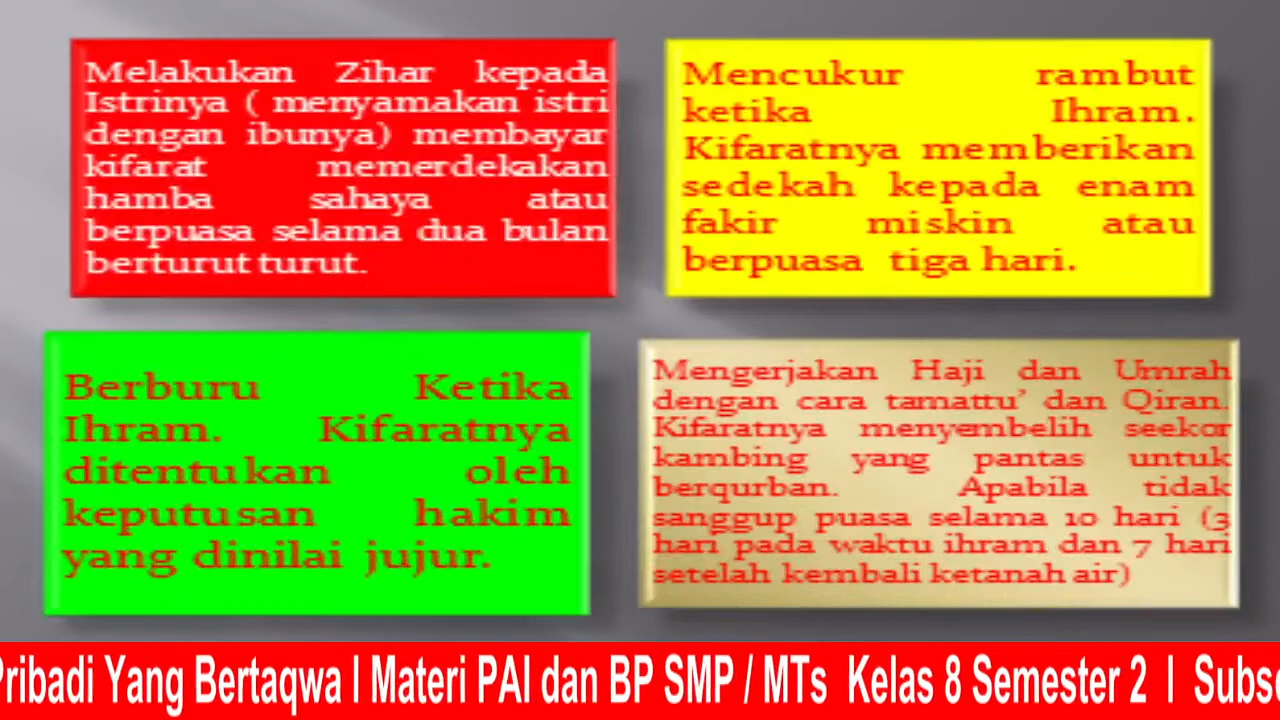 Melakukan Zihar kepada
Istrinya ( menyamakan istri
dengan ibunya) membayar
kifarat memerdekakan
hamba sahaya atau
berpuasa selama dua bulan
berturut turut.
Mencukur rambut
ketika Ihram.
Kifaratnya memberikan
sedekah kepada enam
fakir miskin atau
berpuasa tiga hari.
Berburu Ketika
Ihram. Kifaratnya
ditentukan oleh
keputusan hakim
yang dinilai jujur.
Mengerjakan Haji dan Umrah
dengan cara tamattu’ dan Qiran.
Kifaratnya menyembelih seekor
kambing yang pantas untuk
berqurban. Apabila tidak
sanggup puasa selama 10 hari (3
hari pada waktu ihram dan 7 hari
setelah kembali ketanah air)
Pribadi Yang Bertaqwa l Materi PAI dan BP SMP / MTs Kelas 8 Semester 2 l Subs